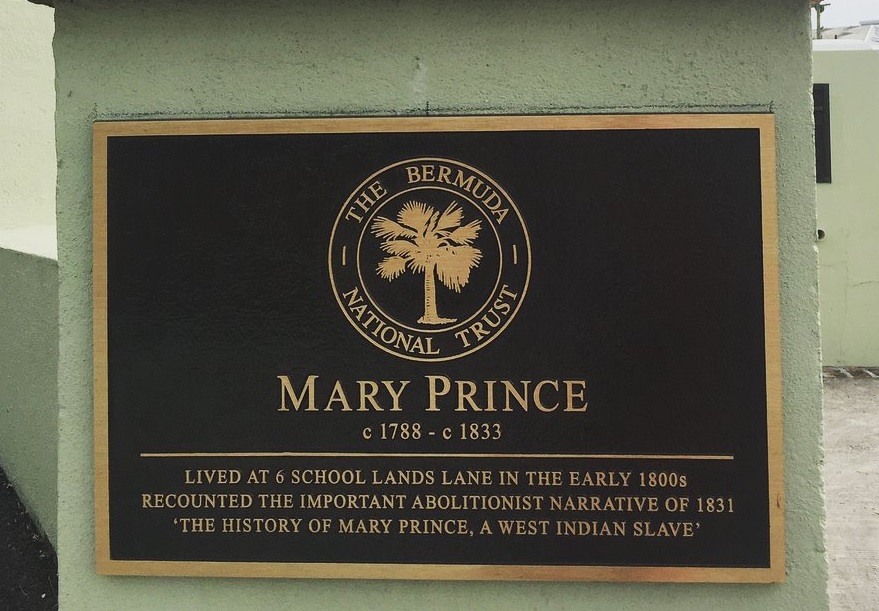 THE BERMUDA
NATIONAL TRUST
MARY PRINCE
c 1788 - c 1833
LIVED AT 6 SCHOOL LANDS LANE IN THE EARLY 1800s
RECOUNTED THE IMPORTANT ABOLITIONIST NARRATIVE OF 1831
‘THE HISTORY OF MARY PRINCE, A WEST INDIAN SLAVE’